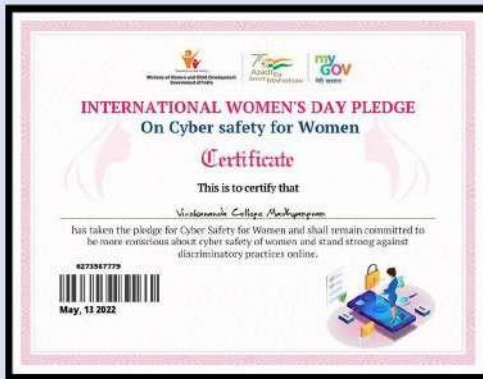 Ministry of Women and Child Development
Government of India
Azadi Ka
Amrit Mahotsav
my
GOV
मेरी सरकार
INTERNATIONAL WOMEN'S DAY PLEDGE
On Cyber safety for Women
Certificate
This is to certify that
Vivekananda College Madhyamgram
has taken the pledge for Cyber Safety for Women and shall remain committed to
be more conscious about cyber safety of women and stand strong against
discriminatory practices online.
6273567779
May, 13 2022